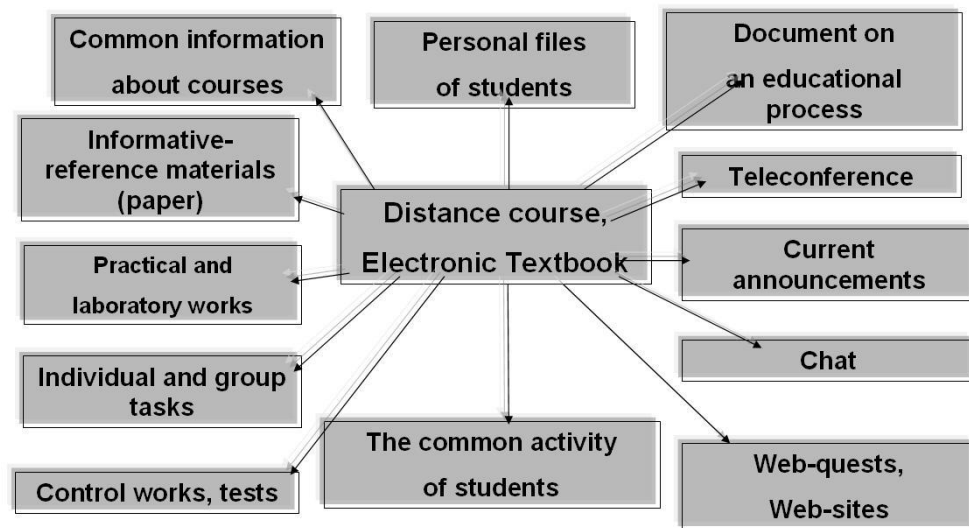 Common information
about courses
Personal files
of students
Document on
an educational
process
Informative-
reference materials
(paper)
Teleconference
Distance course,
Electronic Textbook
Practical and
laboratory works
Current
announcements
Individual and group
tasks
Chat
Control works, tests
The common activity
of students
Web-quests,
Web-sites